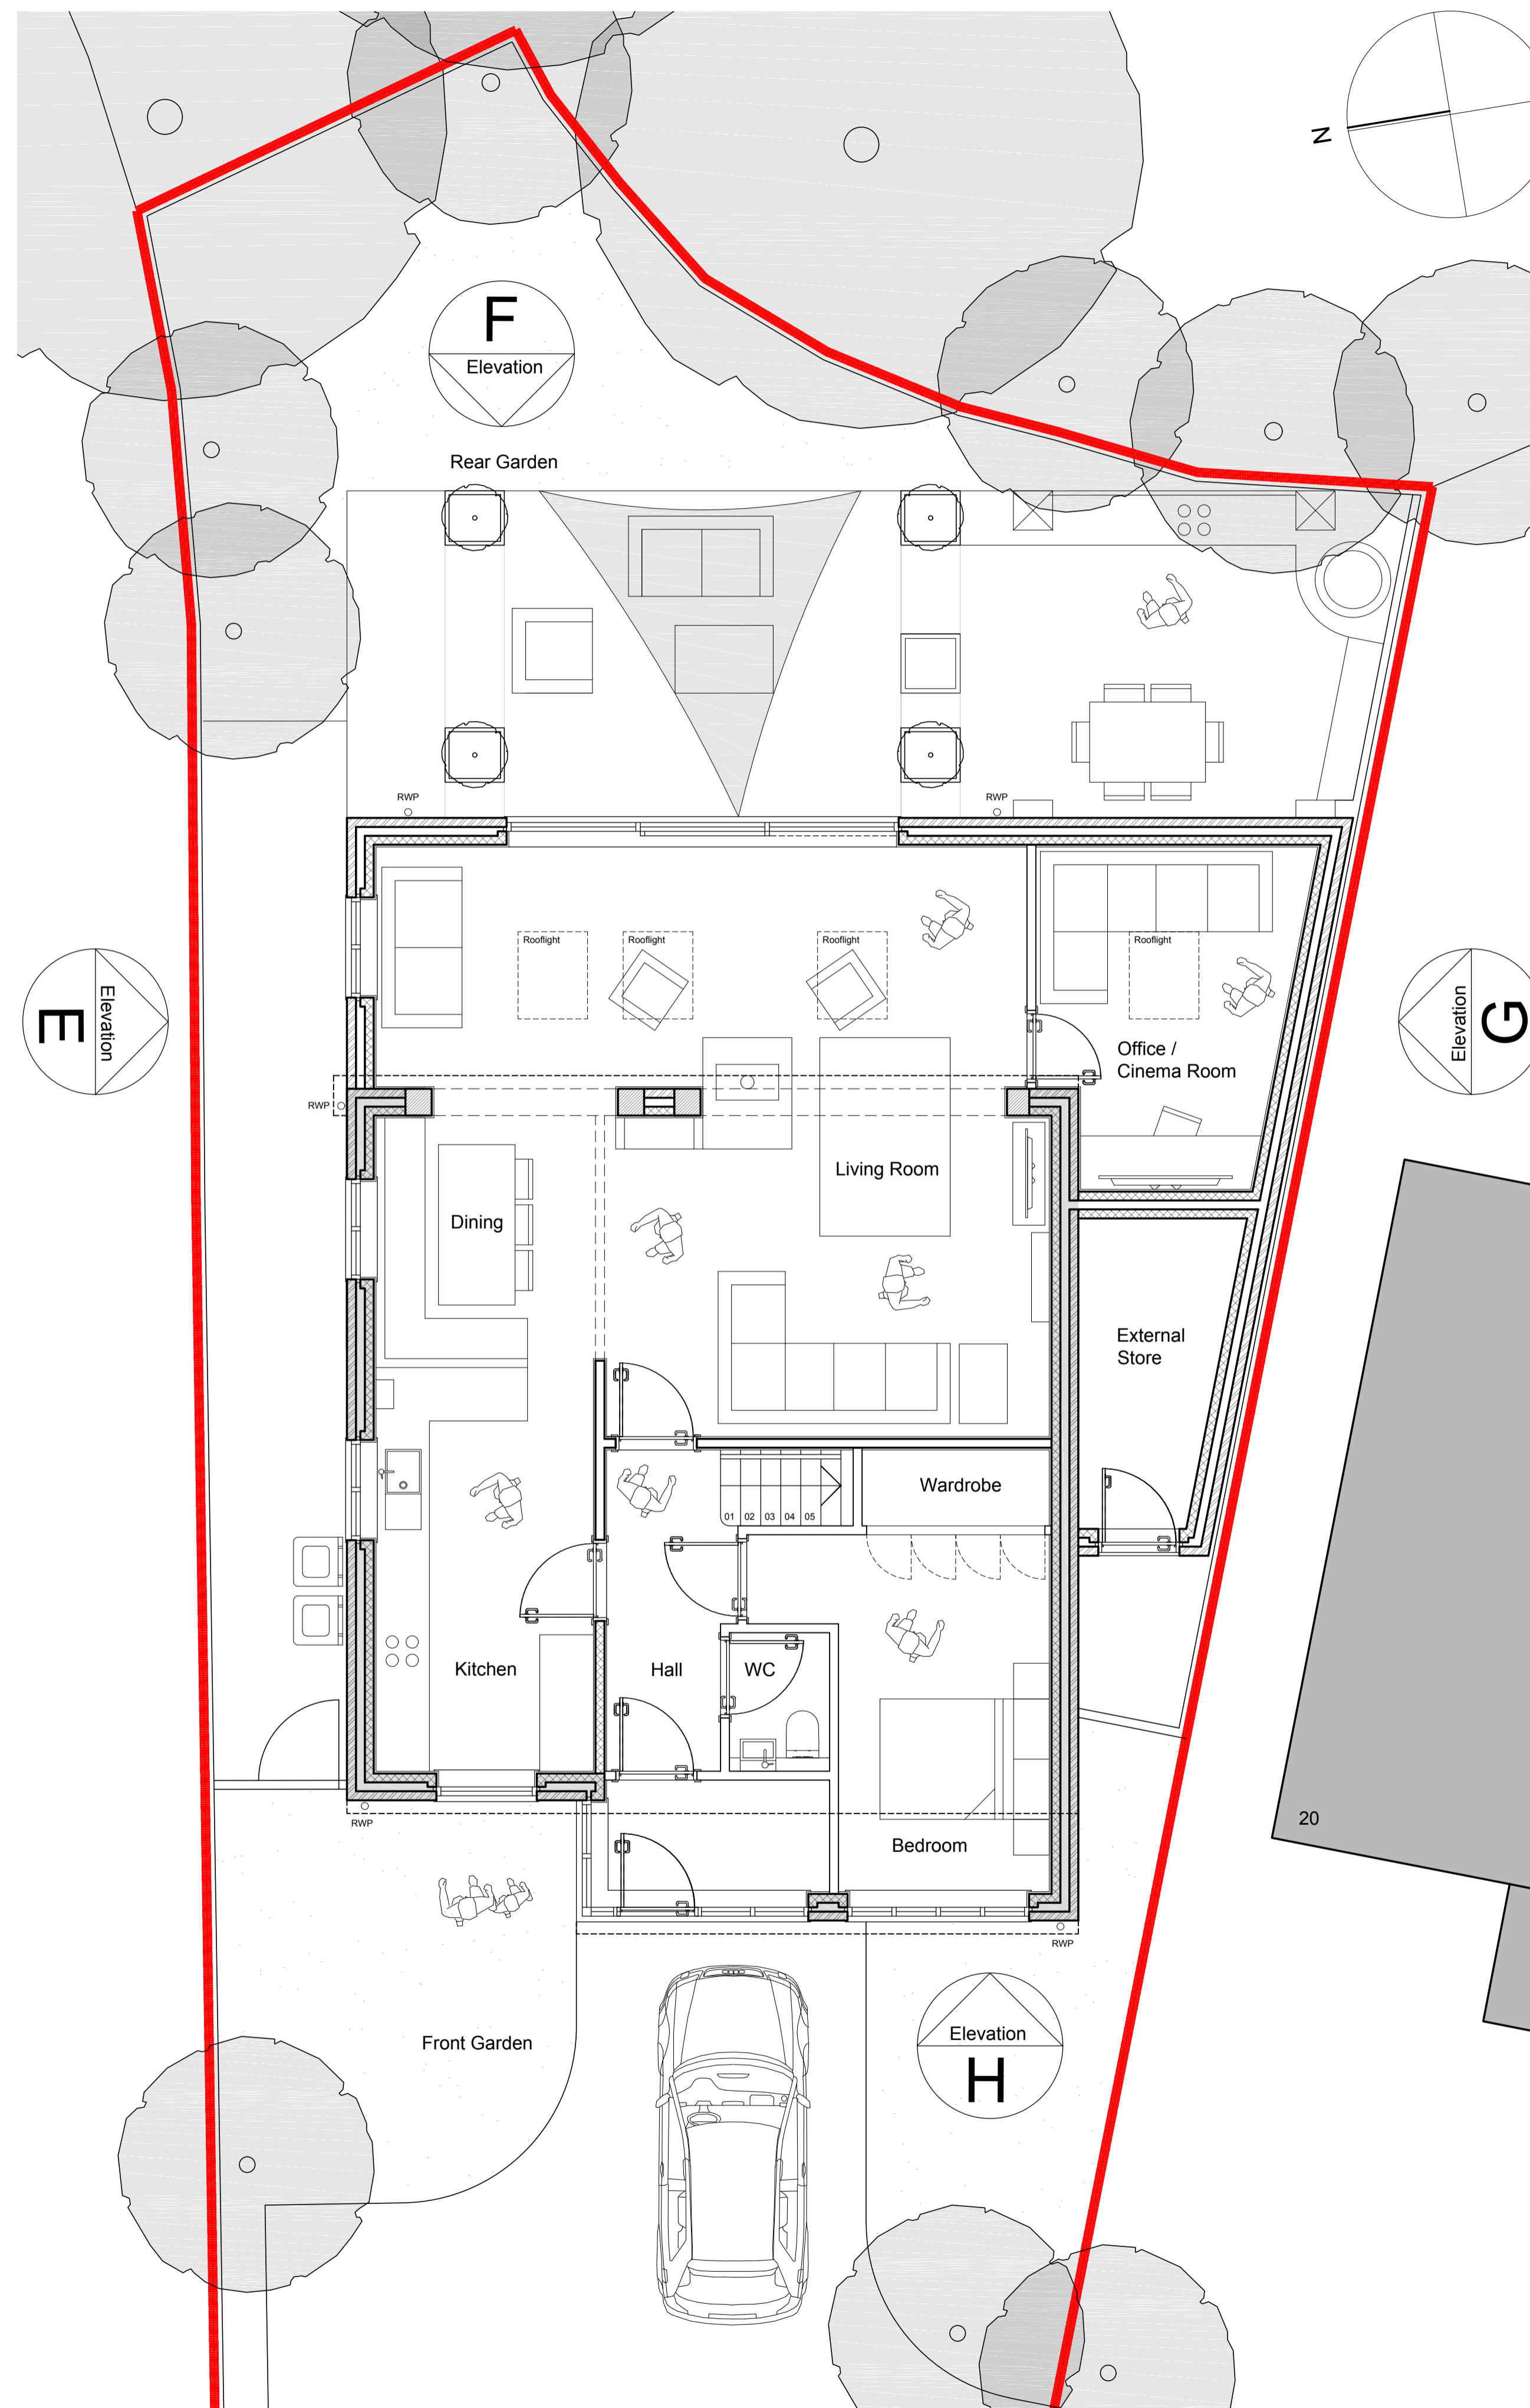 N
F
Elevation
Rear Garden
RWP
RWP
Rooflight
Rooflight
Rooflight
Rooflight
E
Elevation
Elevation
G
Office /
Cinema Room
RWP
Living Room
Dining
External
Store
Wardrobe
01 02 03 04 05
Kitchen
Hall
WC
20
RWP
Bedroom
RWP
Front Garden
Elevation
H